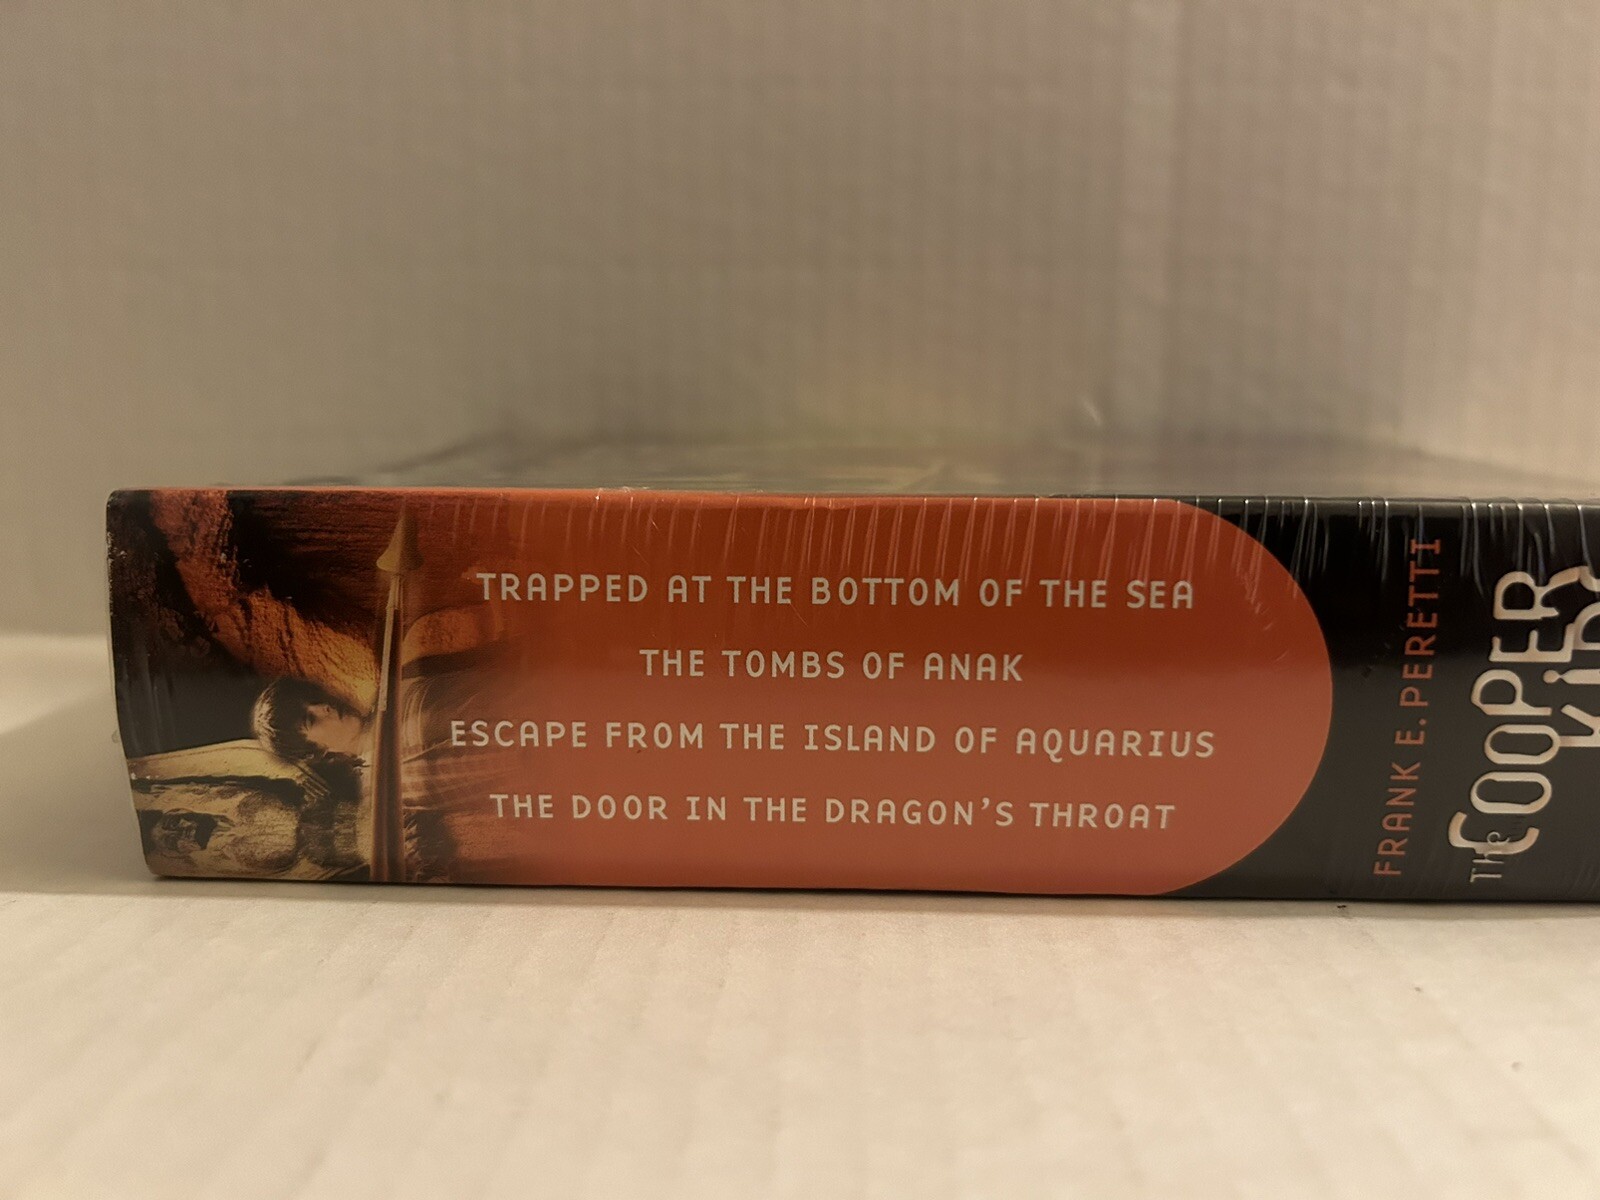 TRAPPED AT THE BOTTOM OF THE SEA
THE TOMBS OF ANAK
ESCAPE FROM THE ISLAND OF AQUARIUS
THE DOOR IN THE DRAGON'S THROAT
FRANK E. PERETTI
The COOPER
KIDS